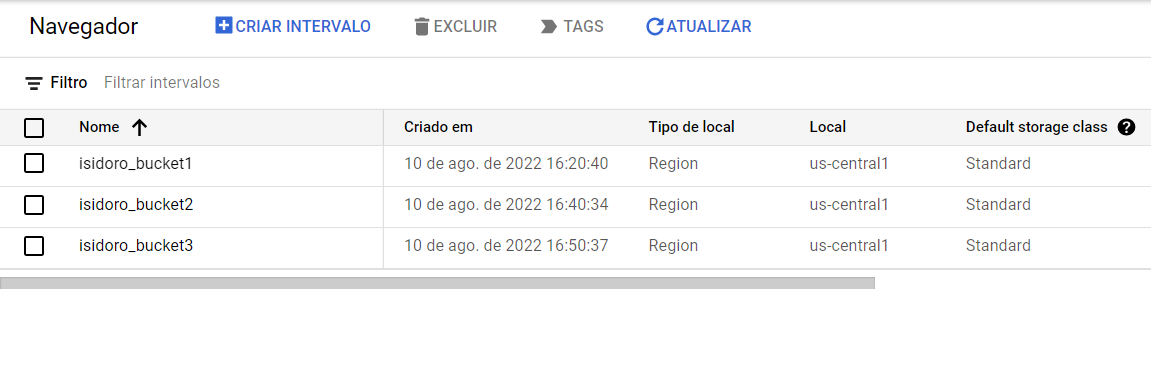 Navegador CRIAR INTERVALO EXCLUIR TAGS ATUALIZAR
Filtro Filtrar intervalos
Nome Criado em Tipo de local Local Default storage class
isidoro_bucket1 10 de ago. de 2022 16:20:40 Region us-central1 Standard
isidoro_bucket2 10 de ago. de 2022 16:40:34 Region us-central1 Standard
isidoro_bucket3 10 de ago. de 2022 16:50:37 Region us-central1 Standard